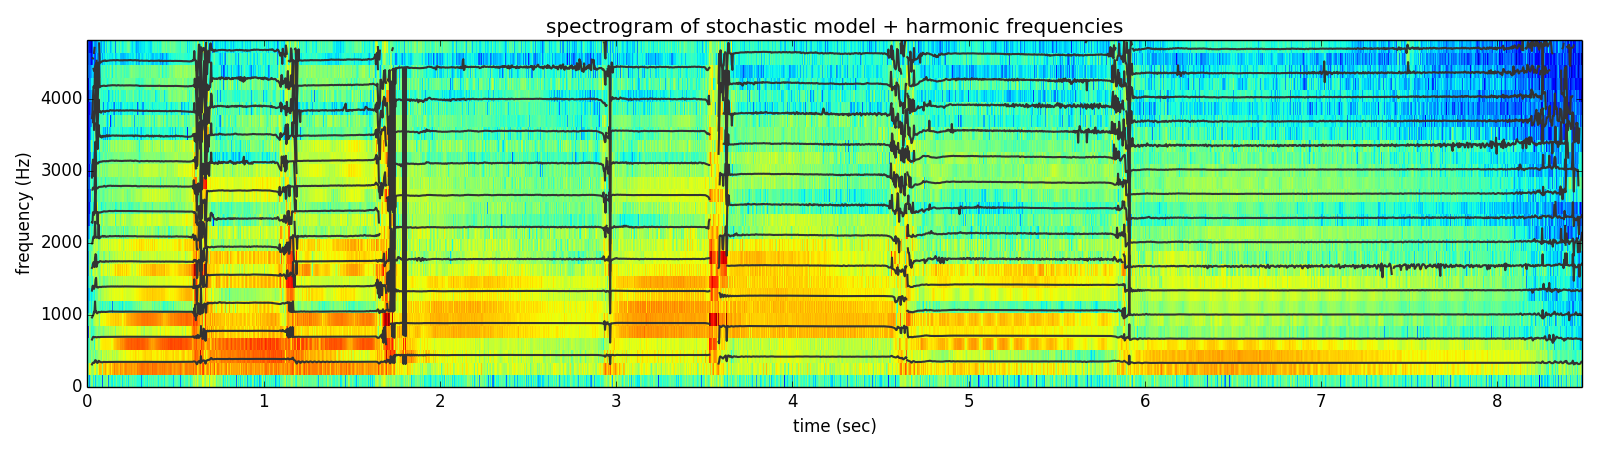 spectrogram of stochastic model + harmonic frequencies
frequency (Hz)
4000
3000
2000
1000
0
0 1 2 3 4 5 6 7 8
time (sec)